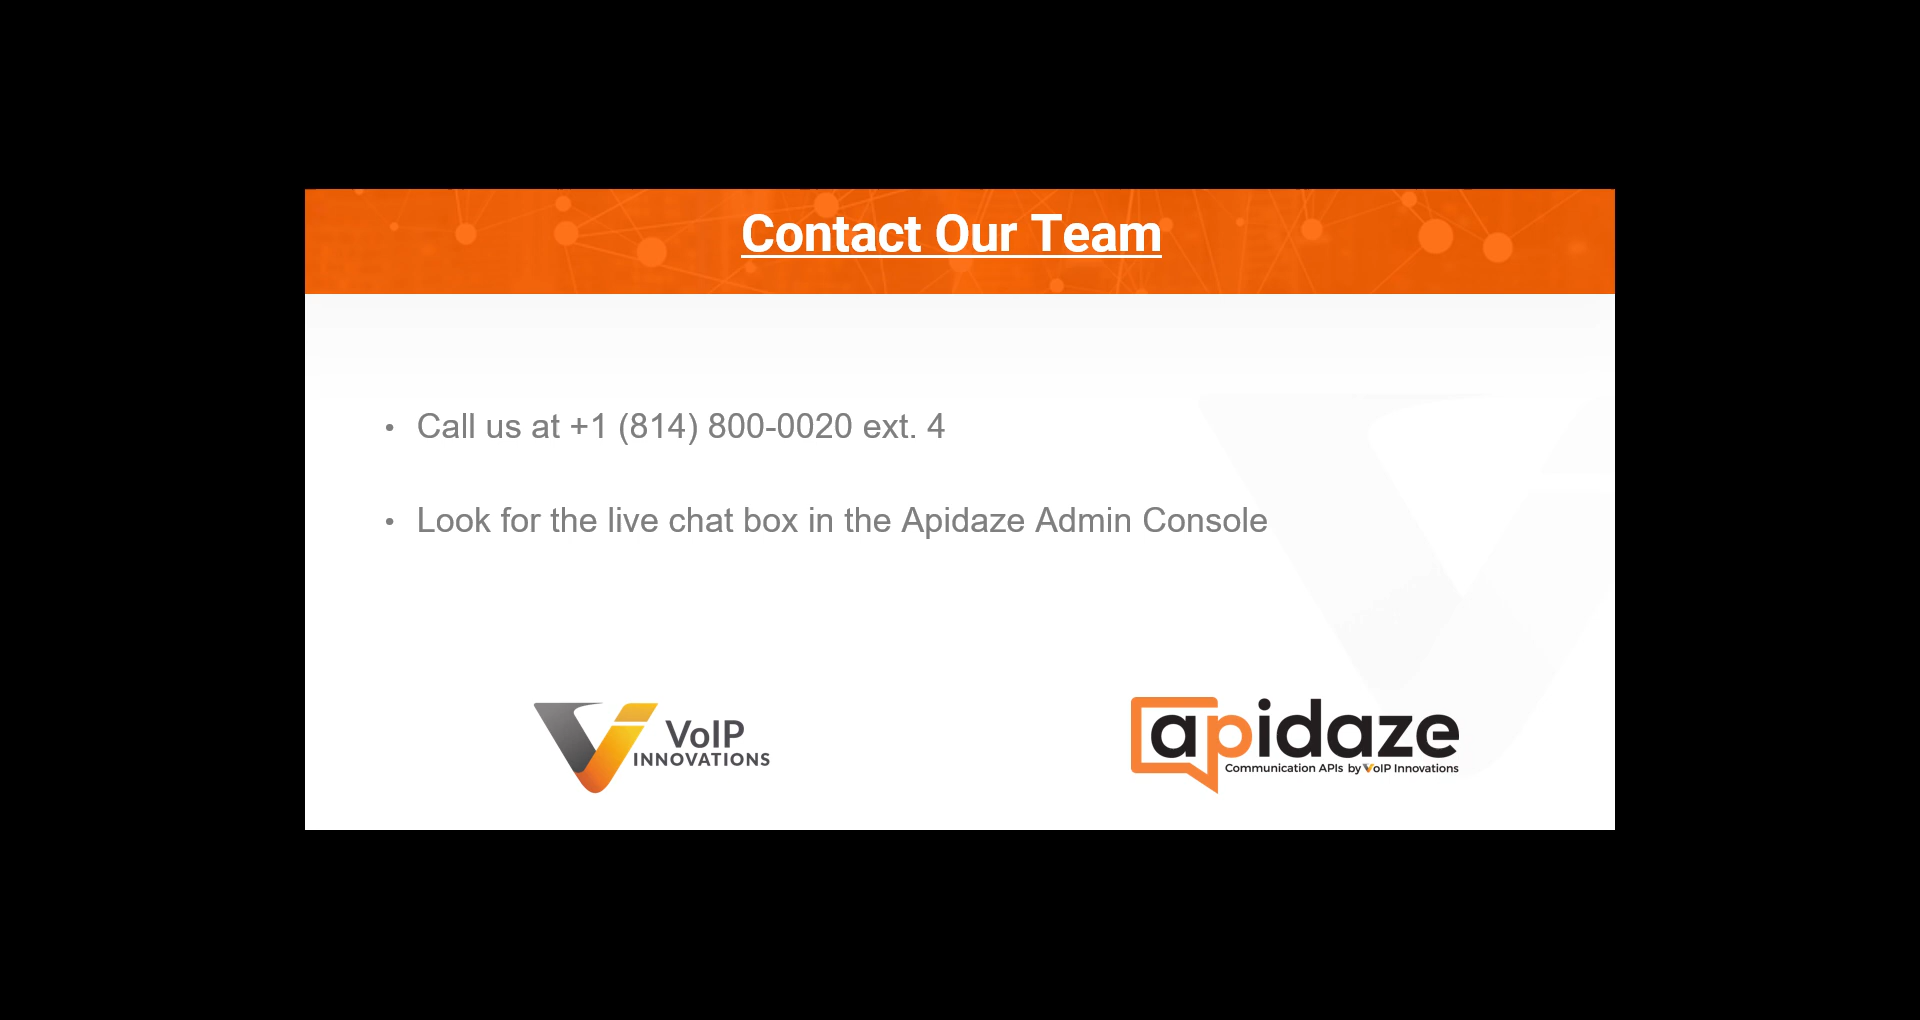 Contact Our Team
• Call us at +1 (814) 800-0020 ext. 4
• Look for the live chat box in the Apidaze Admin Console
VoIP
INNOVATIONS
apidaze
Communication APIs by VoIP Innovations